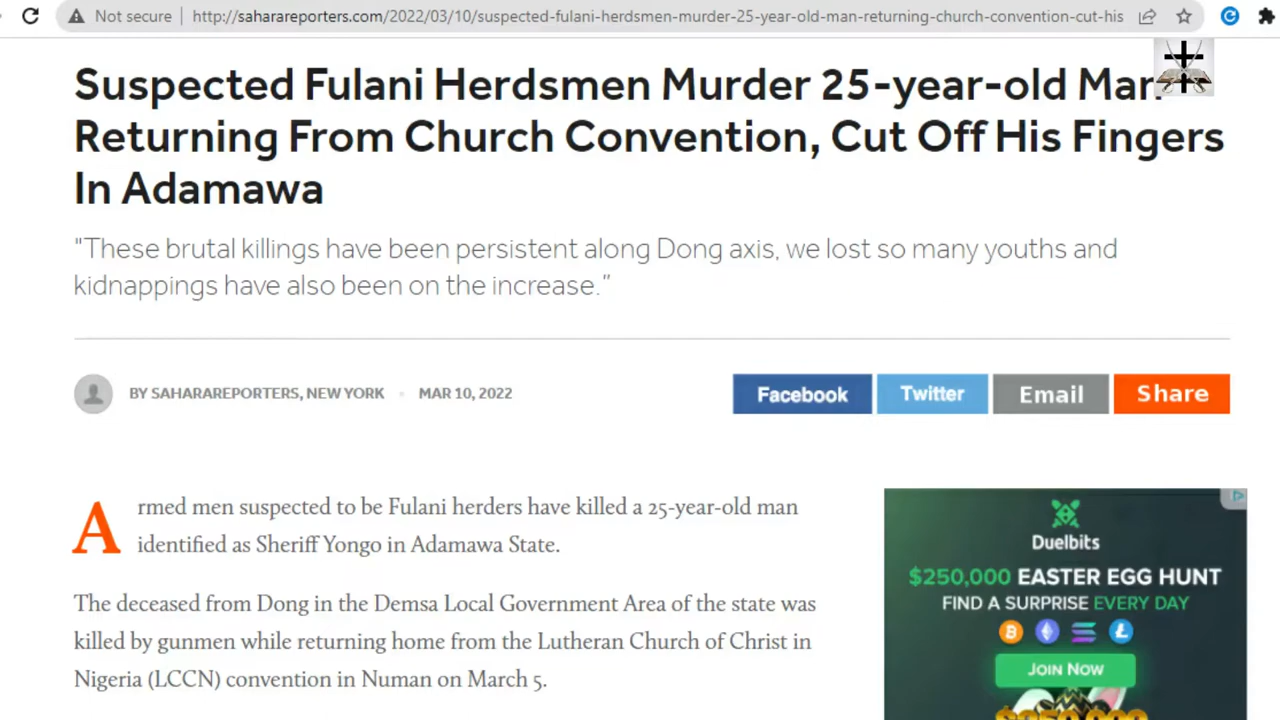 Not secure
http://saharareporters.com/2022/03/10/suspected-fulani-herdsmen-murder-25-year-old-man-returning-church-convention-cut-his
Suspected Fulani Herdsmen Murder 25-year-old Man
Returning From Church Convention, Cut Off His Fingers
In Adamawa
"These brutal killings have been persistent along Dong axis, we lost so many youths and
kidnappings have also been on the increase.”
BY SAHARAREPORTERS, NEW YORK • MAR 10, 2022
Facebook Twitter Email Share
Armed men suspected to be Fulani herders have killed a 25-year-old man
identified as Sheriff Yongo in Adamawa State.
The deceased from Dong in the Demsa Local Government Area of the state was
killed by gunmen while returning home from the Lutheran Church of Christ in
Nigeria (LCCN) convention in Numan on March 5.
Duelbits
$250,000 EASTER EGG HUNT
FIND A SURPRISE EVERY DAY
JOIN NOW